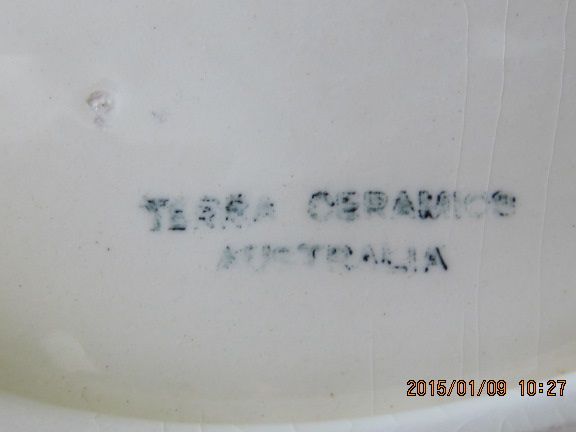 TERRA CERAMICS
AUSTRALIA
2015/01/09 10:27